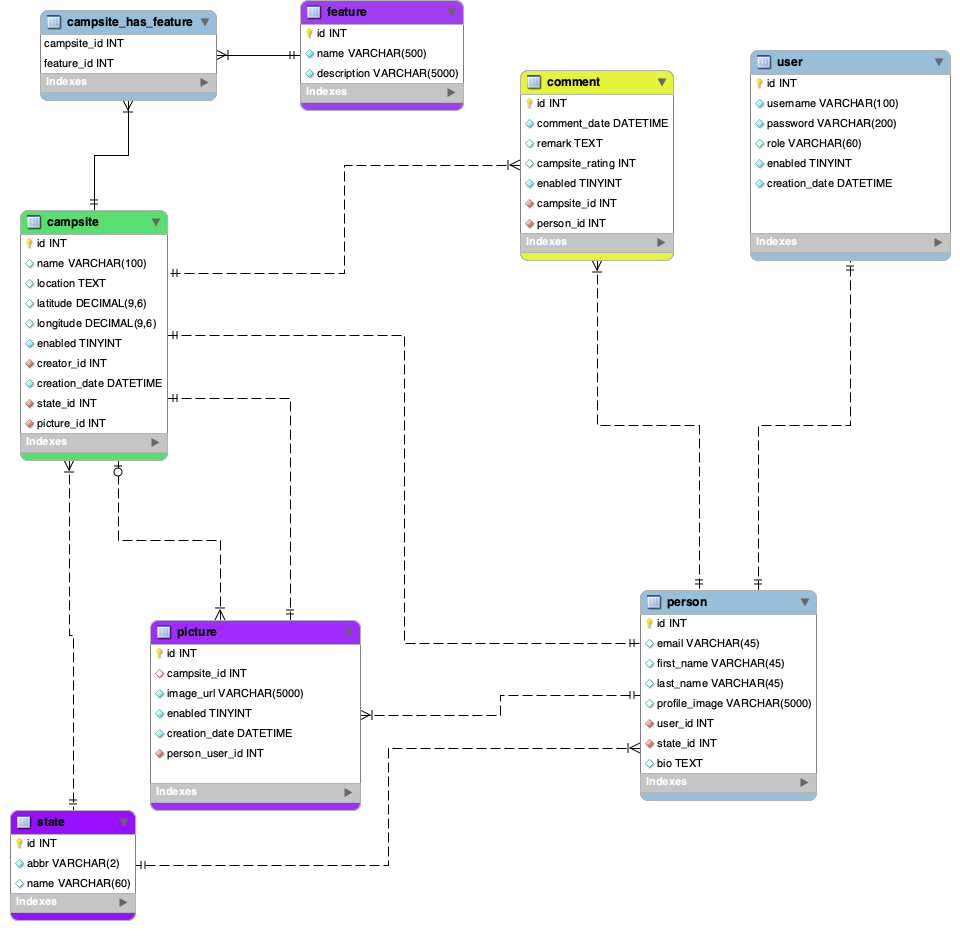 campsite_has_feature
campsite_id INT
feature_id INT
Indexes
feature
id INT
name VARCHAR(500)
description VARCHAR(5000)
Indexes
comment
id INT
comment_date DATETIME
remark TEXT
campsite_rating INT
enabled TINYINT
campsite_id INT
person_id INT
Indexes
user
id INT
username VARCHAR(100)
password VARCHAR(200)
role VARCHAR(60)
enabled TINYINT
creation_date DATETIME
Indexes
campsite
id INT
name VARCHAR(100)
location TEXT
latitude DECIMAL(9,6)
longitude DECIMAL(9,6)
enabled TINYINT
creator_id INT
creation_date DATETIME
state_id INT
picture_id INT
Indexes
picture
id INT
campsite_id INT
image_url VARCHAR(5000)
enabled TINYINT
creation_date DATETIME
person_user_id INT
Indexes
person
id INT
email VARCHAR(45)
first_name VARCHAR(45)
last_name VARCHAR(45)
profile_image VARCHAR(5000)
user_id INT
state_id INT
bio TEXT
Indexes
state
id INT
abbr VARCHAR(2)
name VARCHAR(60)
Indexes